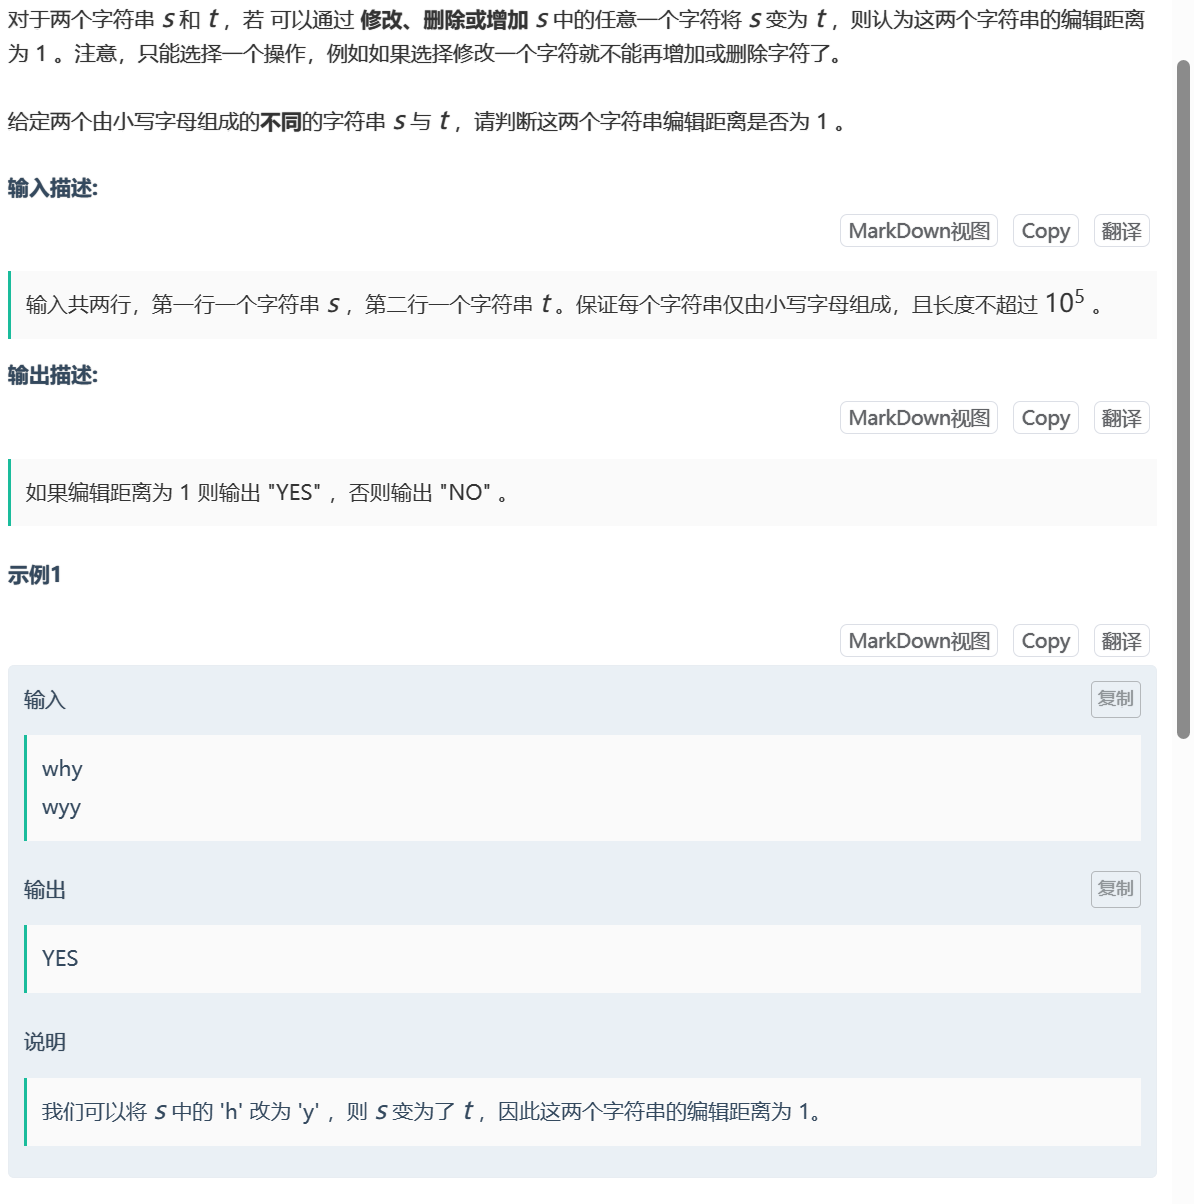 对于两个字符串 s 和 t ，若 可以通过 修改、删除或增加 s 中的任意一个字符将 s 变为 t ，则认为这两个字符串的编辑距离
为 1 。注意，只能选择一个操作，例如如果选择修改一个字符就不能再增加或删除字符了。
给定两个由小写字母组成的不同的字符串 s 与 t ，请判断这两个字符串编辑距离是否为 1 。
输入描述:
MarkDown视图 Copy 翻译
输入共两行，第一行一个字符串 s ，第二行一个字符串 t 。保证每个字符串仅由小写字母组成，且长度不超过 10⁵ 。
输出描述:
MarkDown视图 Copy 翻译
如果编辑距离为 1 则输出 "YES" ，否则输出 "NO" 。
示例1
MarkDown视图 Copy 翻译
输入 复制
why
wyy
输出 复制
YES
说明
我们可以将 s 中的 'h' 改为 'y' ，则 s 变为了 t ，因此这两个字符串的编辑距离为 1。